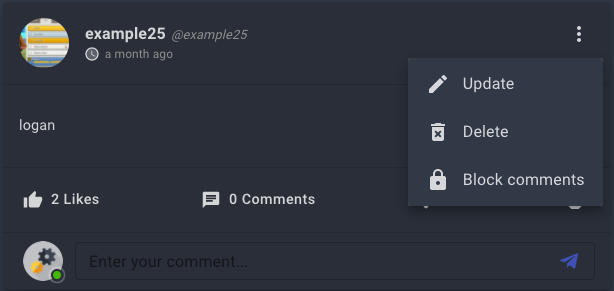 example25 @example25
a month ago
Update
logan
Delete
Block comments
2 Likes
0 Comments
Enter your comment...